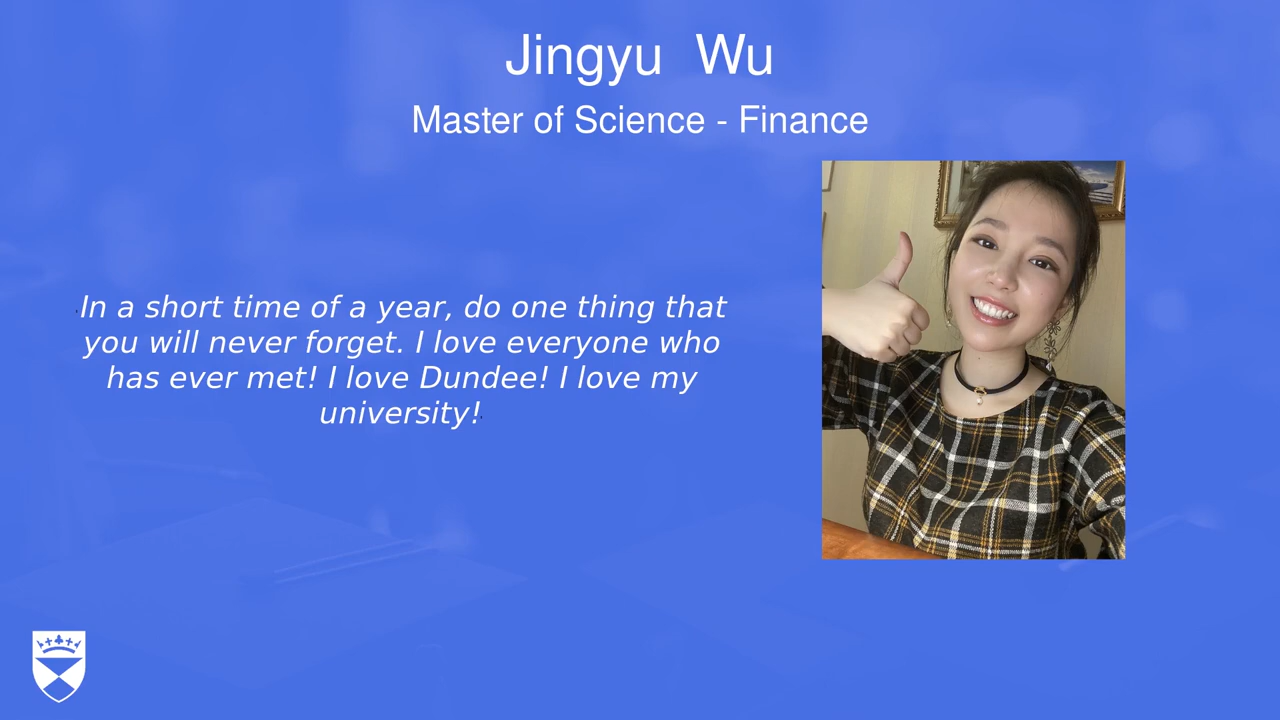 Jingyu  Wu
Master of Science - Finance
In a short time of a year, do one thing that
you will never forget. I love everyone who
has ever met! I love Dundee! I love my
university!